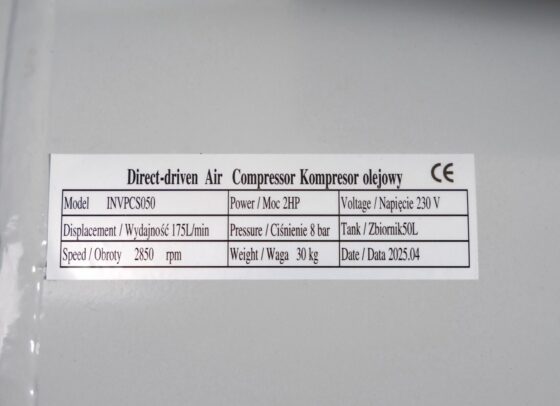 Direct-driven Air Compressor Kompresor olejowy CE
Model INVPCS050 Power / Moc 2HP Voltage / Napięcie 230 V
Displacement / Wydajność 175L/min Pressure / Ciśnienie 8 bar Tank / Zbiornik50L
Speed / Obroty 2850 rpm Weight / Waga 30 kg Date / Data 2025.04